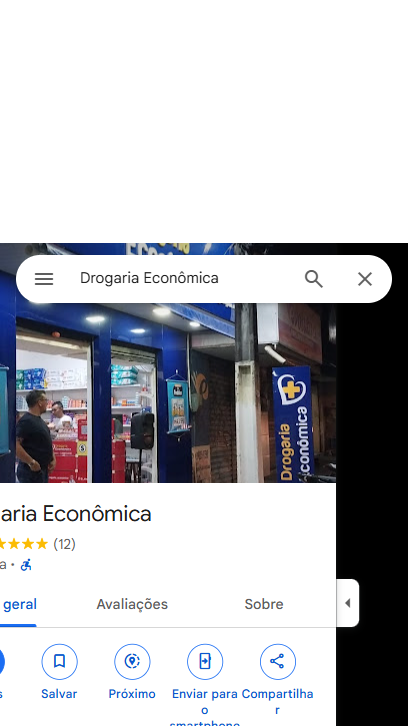 Drogaria Econômica
Drogaria
Econômica
aria Econômica
(12)
a ·
geral
Avaliações
Sobre
s
Salvar
Próximo
Enviar para o smartphone
Compartilhar